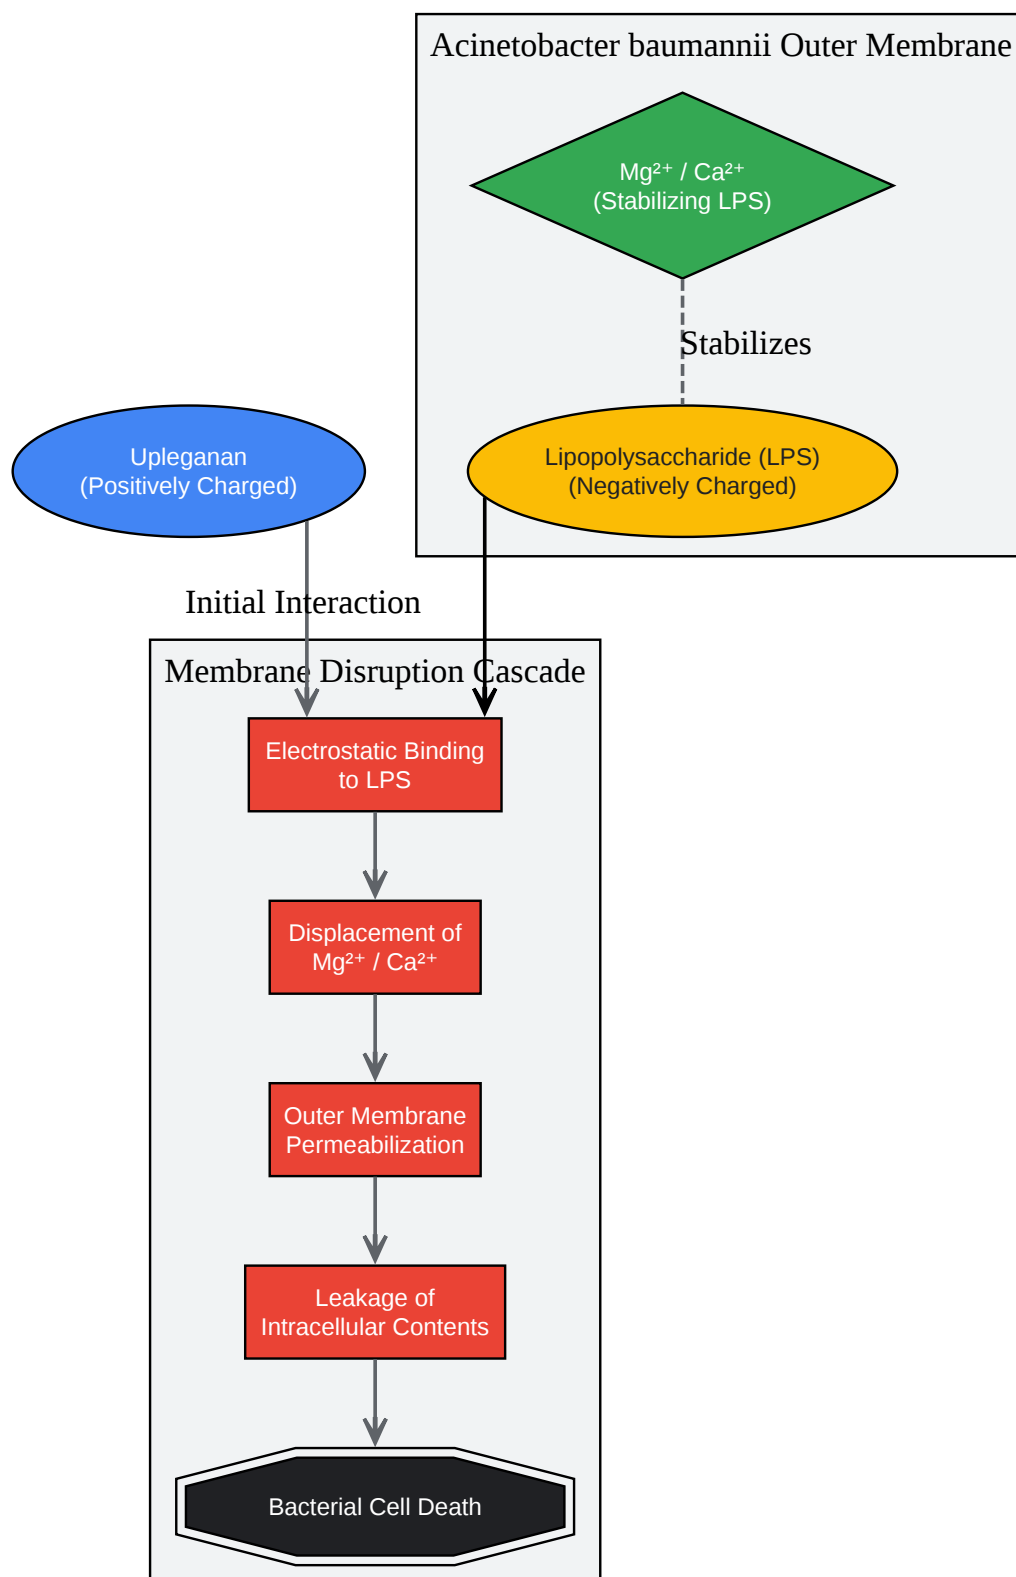 Acinetobacter baumannii Outer Membrane
Mg²⁺ / Ca²⁺
(Stabilizing LPS)
Stabilizes
Upleganan
(Positively Charged)
Lipopolysaccharide (LPS)
(Negatively Charged)
Initial Interaction
Membrane Disruption Cascade
Electrostatic Binding
to LPS
Displacement of
Mg²⁺ / Ca²⁺
Outer Membrane
Permeabilization
Leakage of
Intracellular Contents
Bacterial Cell Death